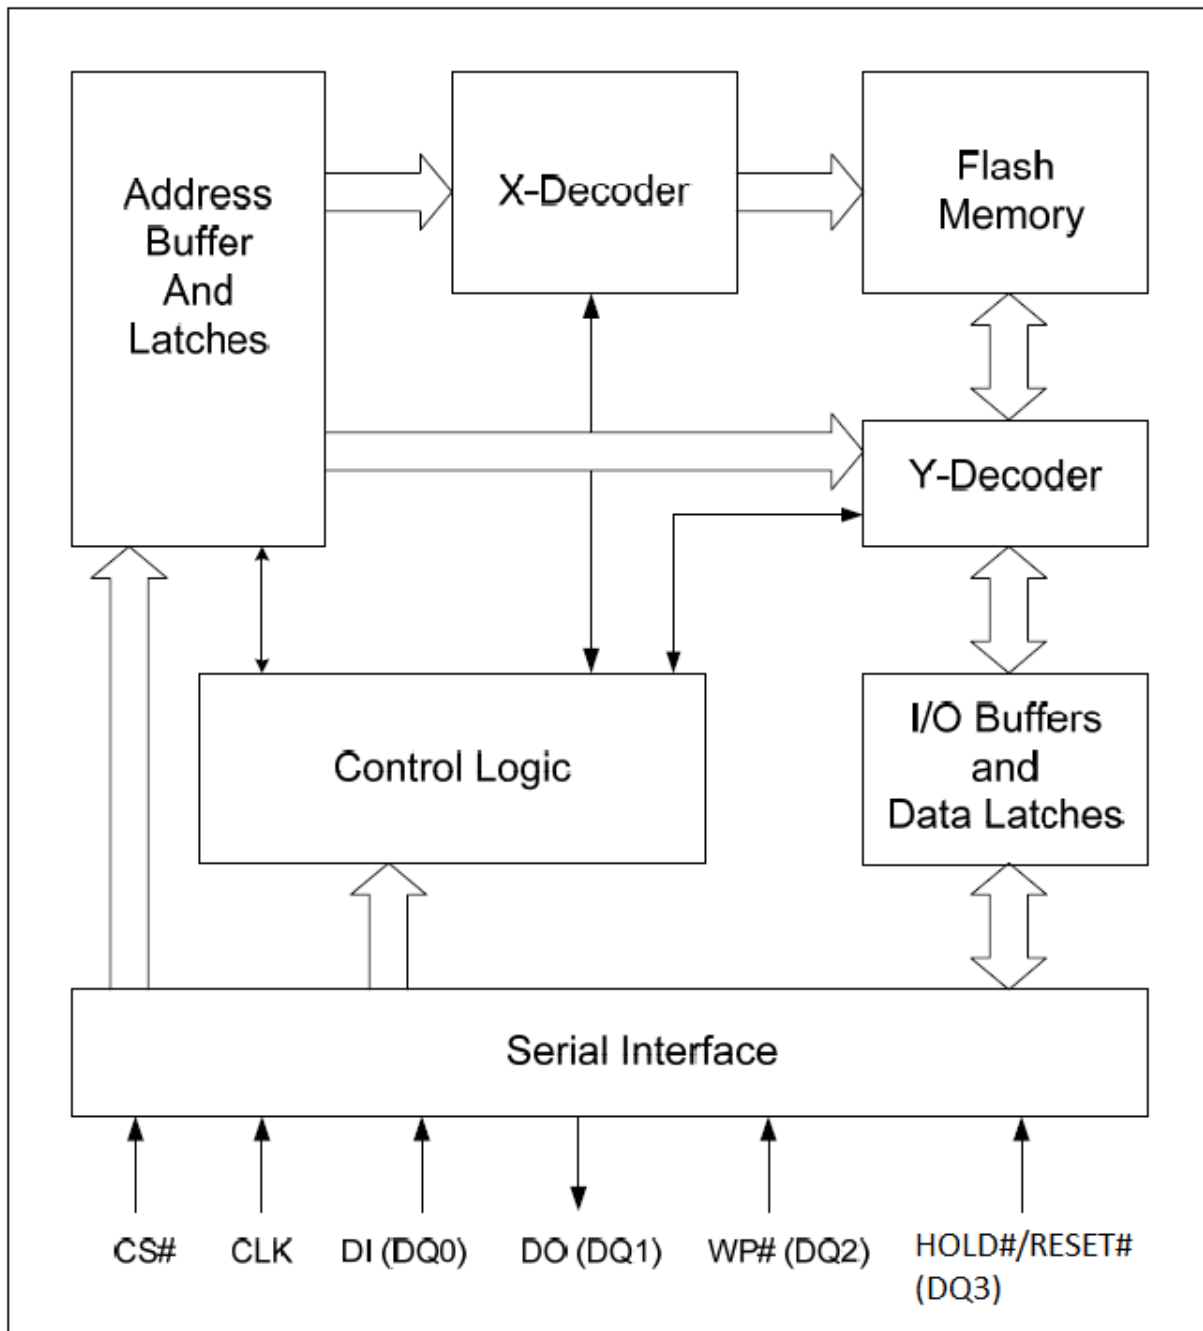 Address
Buffer
And
Latches
X-Decoder
Flash
Memory
Y-Decoder
Control Logic
I/O Buffers
and
Data Latches
Serial Interface
CS#
CLK
DI (DQ0)
DO (DQ1)
WP# (DQ2)
HOLD#/RESET#
(DQ3)